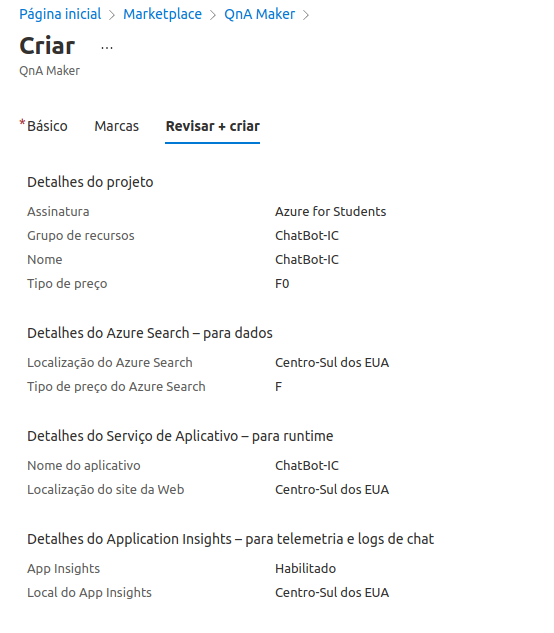 Página inicial > Marketplace > QnA Maker >
Criar ...
QnA Maker
* Básico Marcas Revisar + criar
Detalhes do projeto
Assinatura Azure for Students
Grupo de recursos ChatBot-IC
Nome ChatBot-IC
Tipo de preço F0
Detalhes do Azure Search – para dados
Localização do Azure Search Centro-Sul dos EUA
Tipo de preço do Azure Search F
Detalhes do Serviço de Aplicativo – para runtime
Nome do aplicativo ChatBot-IC
Localização do site da Web Centro-Sul dos EUA
Detalhes do Application Insights – para telemetria e logs de chat
App Insights Habilitado
Local do App Insights Centro-Sul dos EUA